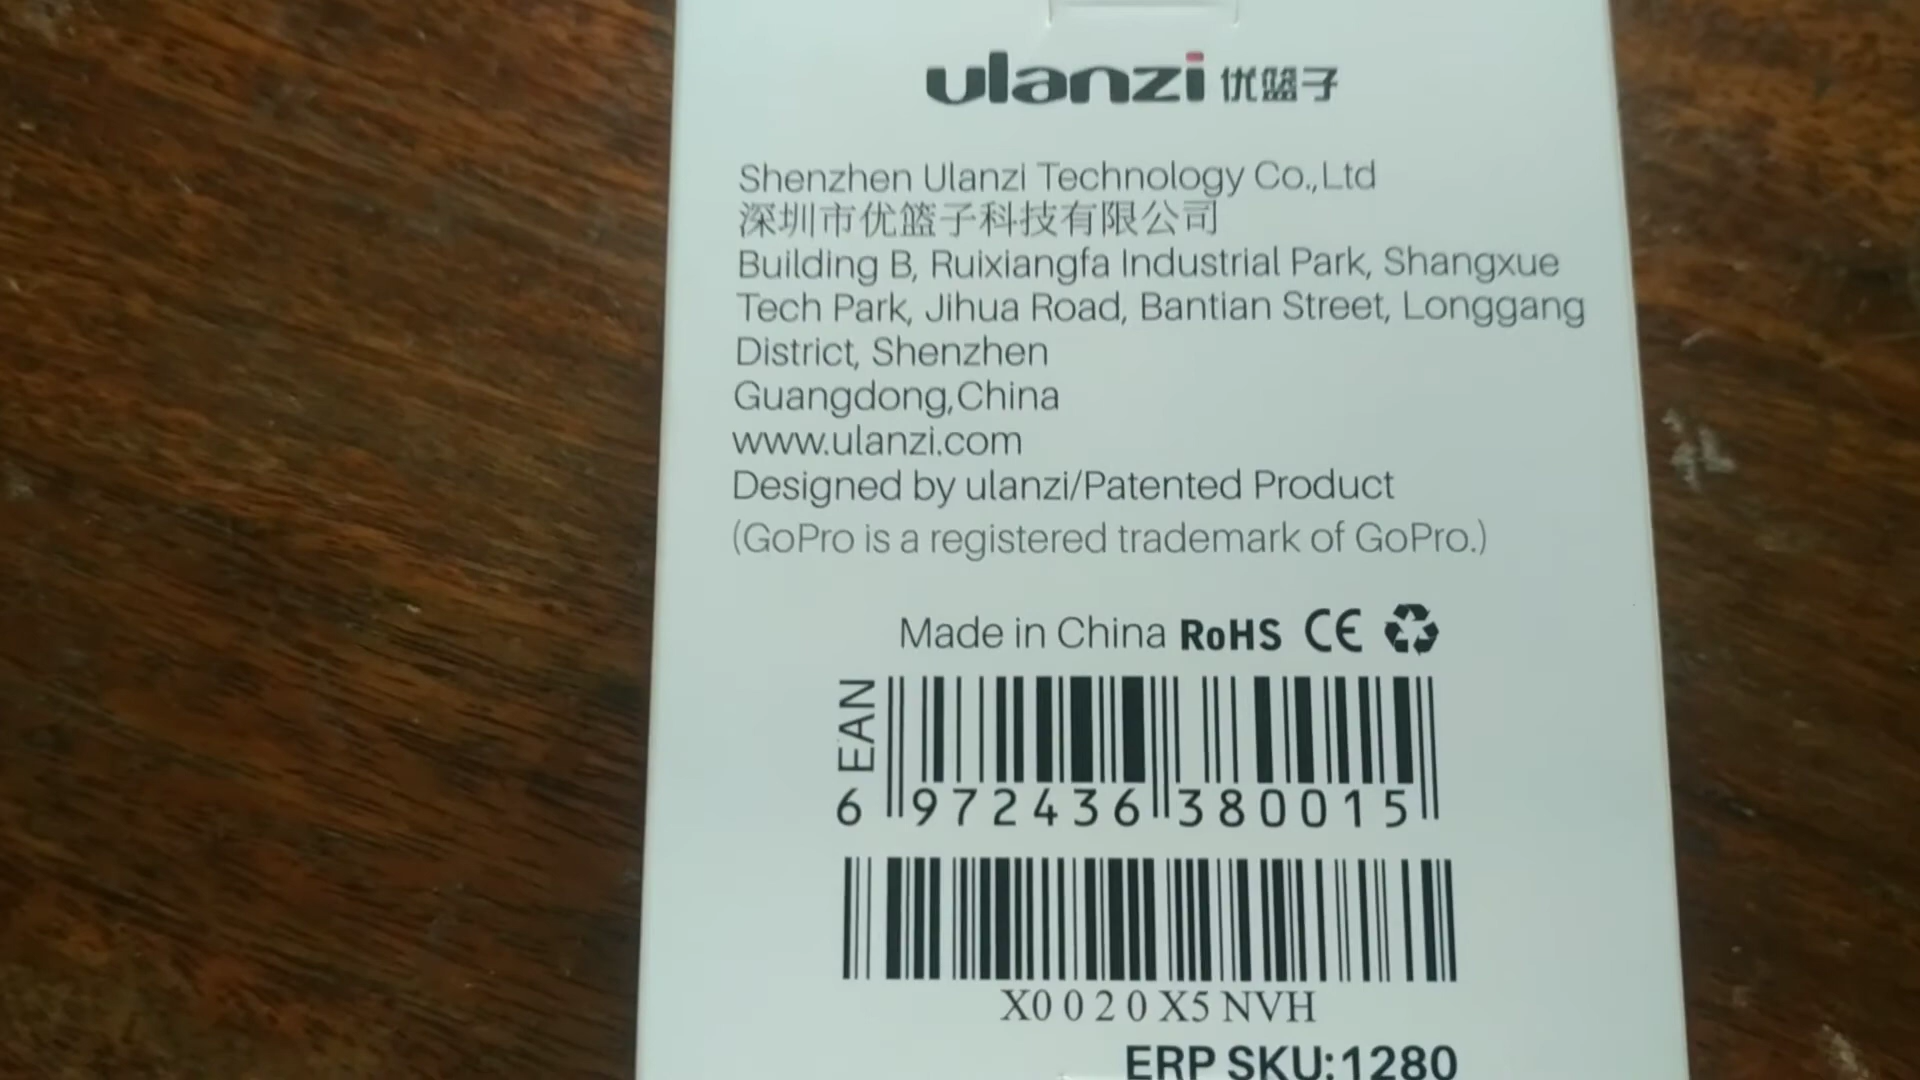 ulanzi 优篮子
Shenzhen Ulanzi Technology Co.,Ltd
深圳市优篮子科技有限公司
Building B, Ruixiangfa Industrial Park, Shangxue
Tech Park, Jihua Road, Bantian Street, Longgang
District, Shenzhen
Guangdong,China
www.ulanzi.com
Designed by ulanzi/Patented Product
(GoPro is a registered trademark of GoPro.)
Made in China RoHS CE
EAN
6 972436 380015
X0020X5NVH
ERP SKU:1280